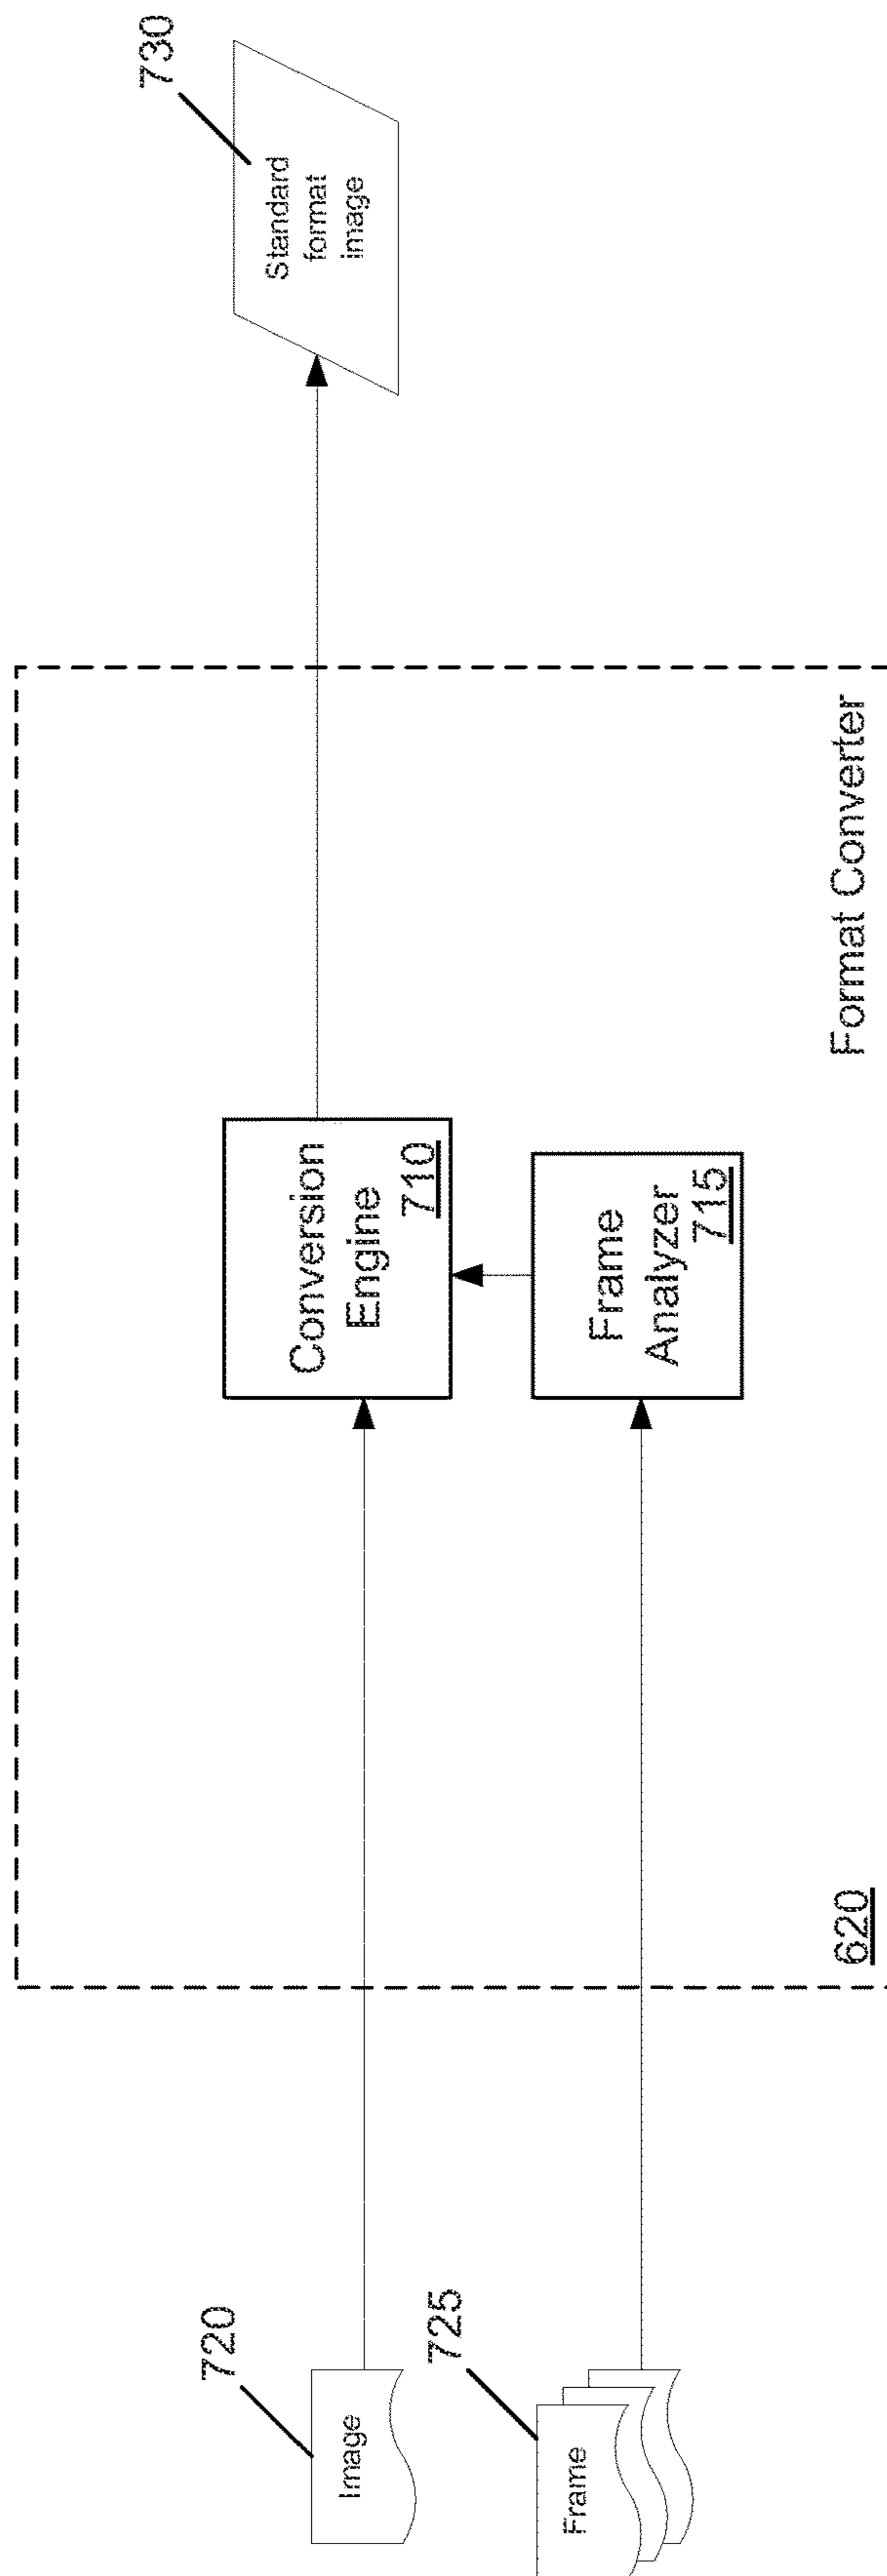 720
Image
725
Frame
Conversion
Engine
710
Frame
Analyzer
715
620
Format Converter
730
Standard
format
image